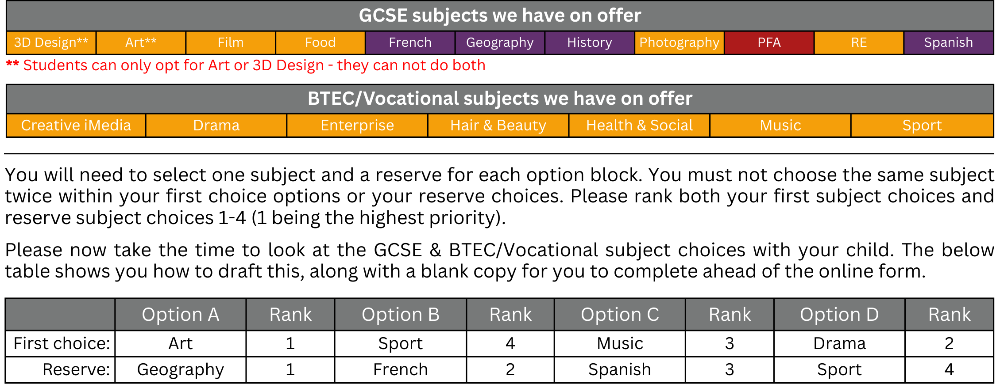 GCSE subjects we have on offer
3D Design** Art** Film Food French Geography History Photography PFA RE Spanish
** Students can only opt for Art or 3D Design - they can not do both
BTEC/Vocational subjects we have on offer
Creative iMedia Drama Enterprise Hair & Beauty Health & Social Music Sport
You will need to select one subject and a reserve for each option block. You must not choose the same subject
twice within your first choice options or your reserve choices. Please rank both your first subject choices and
reserve subject choices 1-4 (1 being the highest priority).
Please now take the time to look at the GCSE & BTEC/Vocational subject choices with your child. The below
table shows you how to draft this, along with a blank copy for you to complete ahead of the online form.
Option A Rank Option B Rank Option C Rank Option D Rank
First choice: Art 1 Sport 4 Music 3 Drama 2
Reserve: Geography 1 French 2 Spanish 3 Sport 4